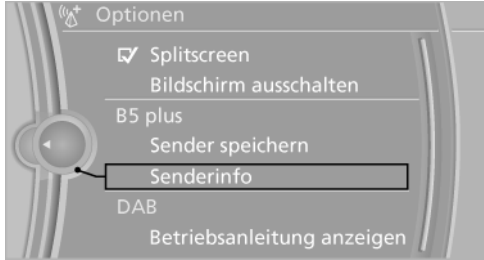 Optionen
Splitscreen
Bildschirm ausschalten
B5 plus
Sender speichern
Senderinfo
DAB
Betriebsanleitung anzeigen